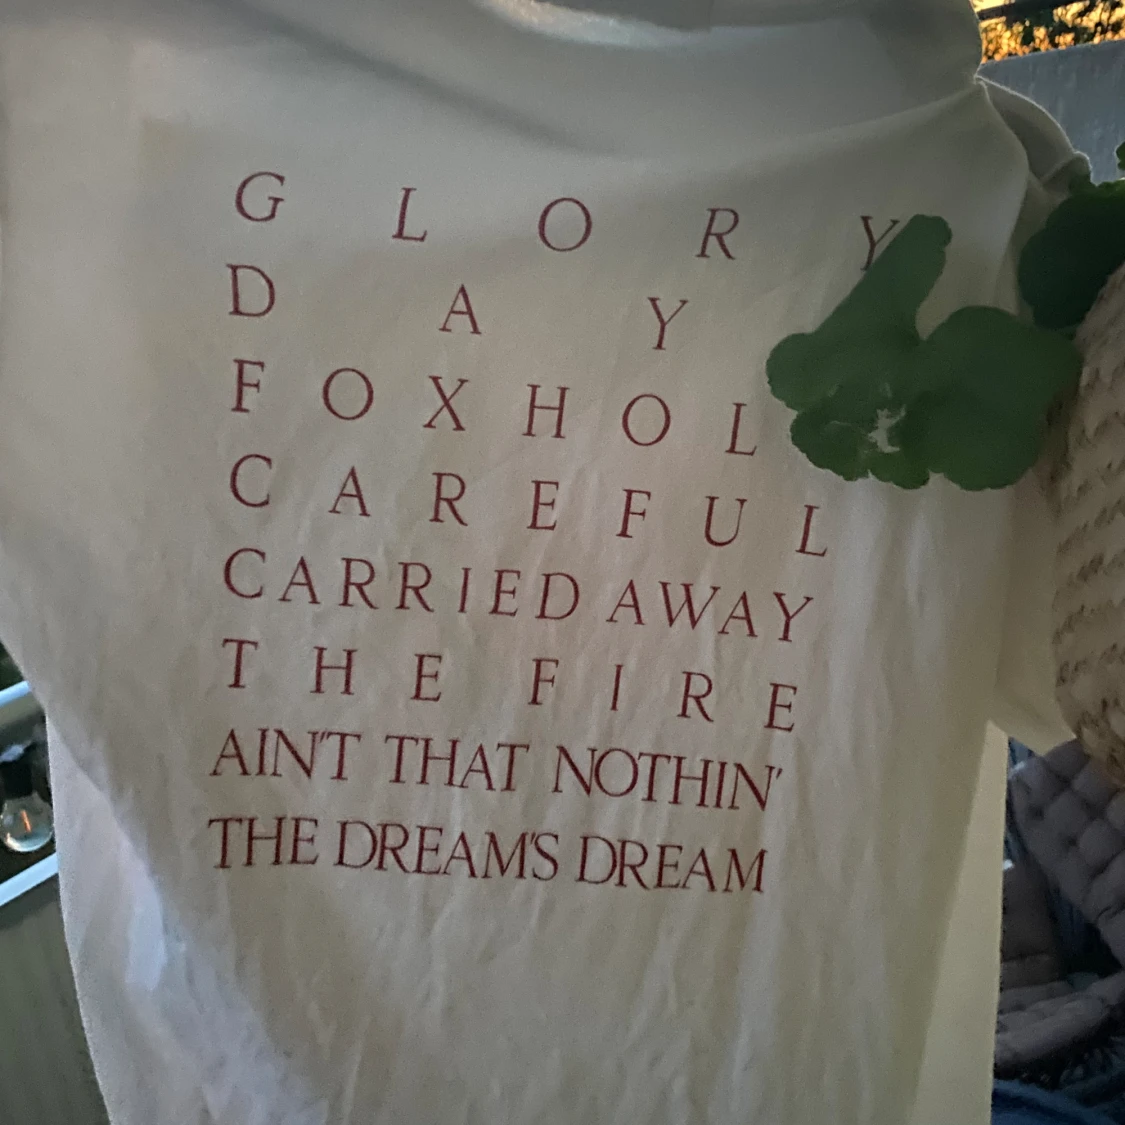 GLORY
DAY
FOXHOL
CAREFUL
CARRIED AWAY
THE FIRE
AIN'T THAT NOTHIN'
THE DREAM'S DREAM